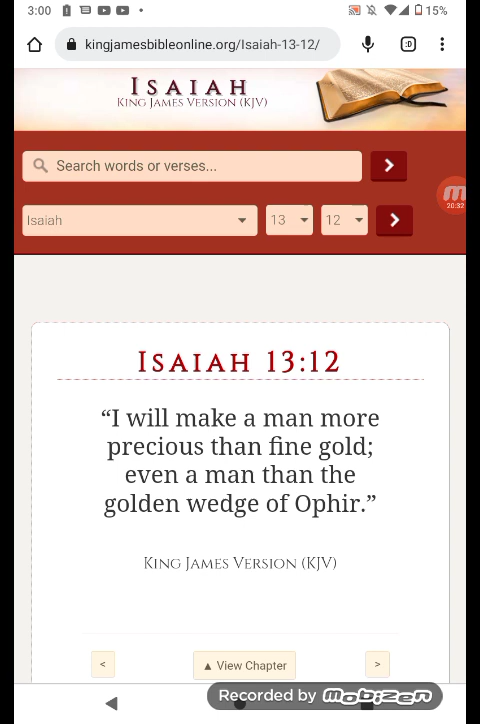 3:00
15%
kingjamesbibleonline.org/Isaiah-13-12/
:D
ISAIAH
KING JAMES VERSION (KJV)
Search words or verses...
20:32
Isaiah 13 12
ISAIAH 13:12
“I will make a man more
precious than fine gold;
even a man than the
golden wedge of Ophir.”
KING JAMES VERSION (KJV)
< ▲ View Chapter >
Recorded by mobizen